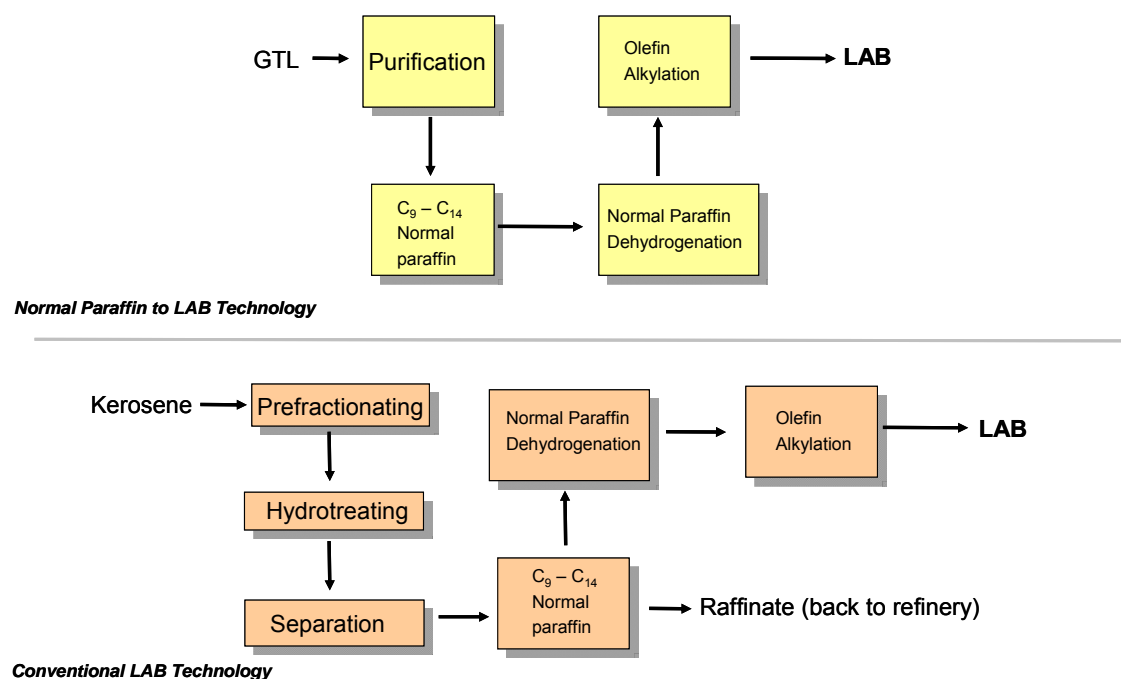 GTL
Purification
Olefin
Alkylation
LAB
C₉ – C₁₄
Normal
paraffin
Normal Paraffin
Dehydrogenation
Normal Paraffin to LAB Technology
Kerosene
Prefractionating
Hydrotreating
Separation
Normal Paraffin
Dehydrogenation
Olefin
Alkylation
LAB
C₉ – C₁₄
Normal
paraffin
Raffinate (back to refinery)
Conventional LAB Technology